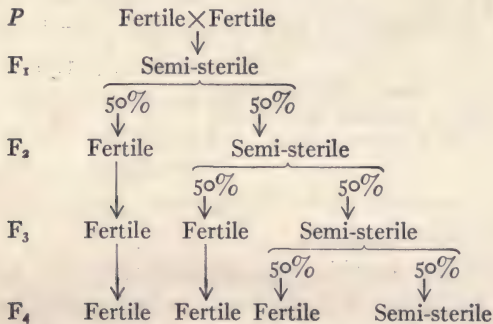 P Fertile×Fertile
F₁ Semi-sterile
50% 50%
F₂ Fertile Semi-sterile
50% 50%
F₃ Fertile Fertile Semi-sterile
50% 50%
F₄ Fertile Fertile Fertile Semi-sterile